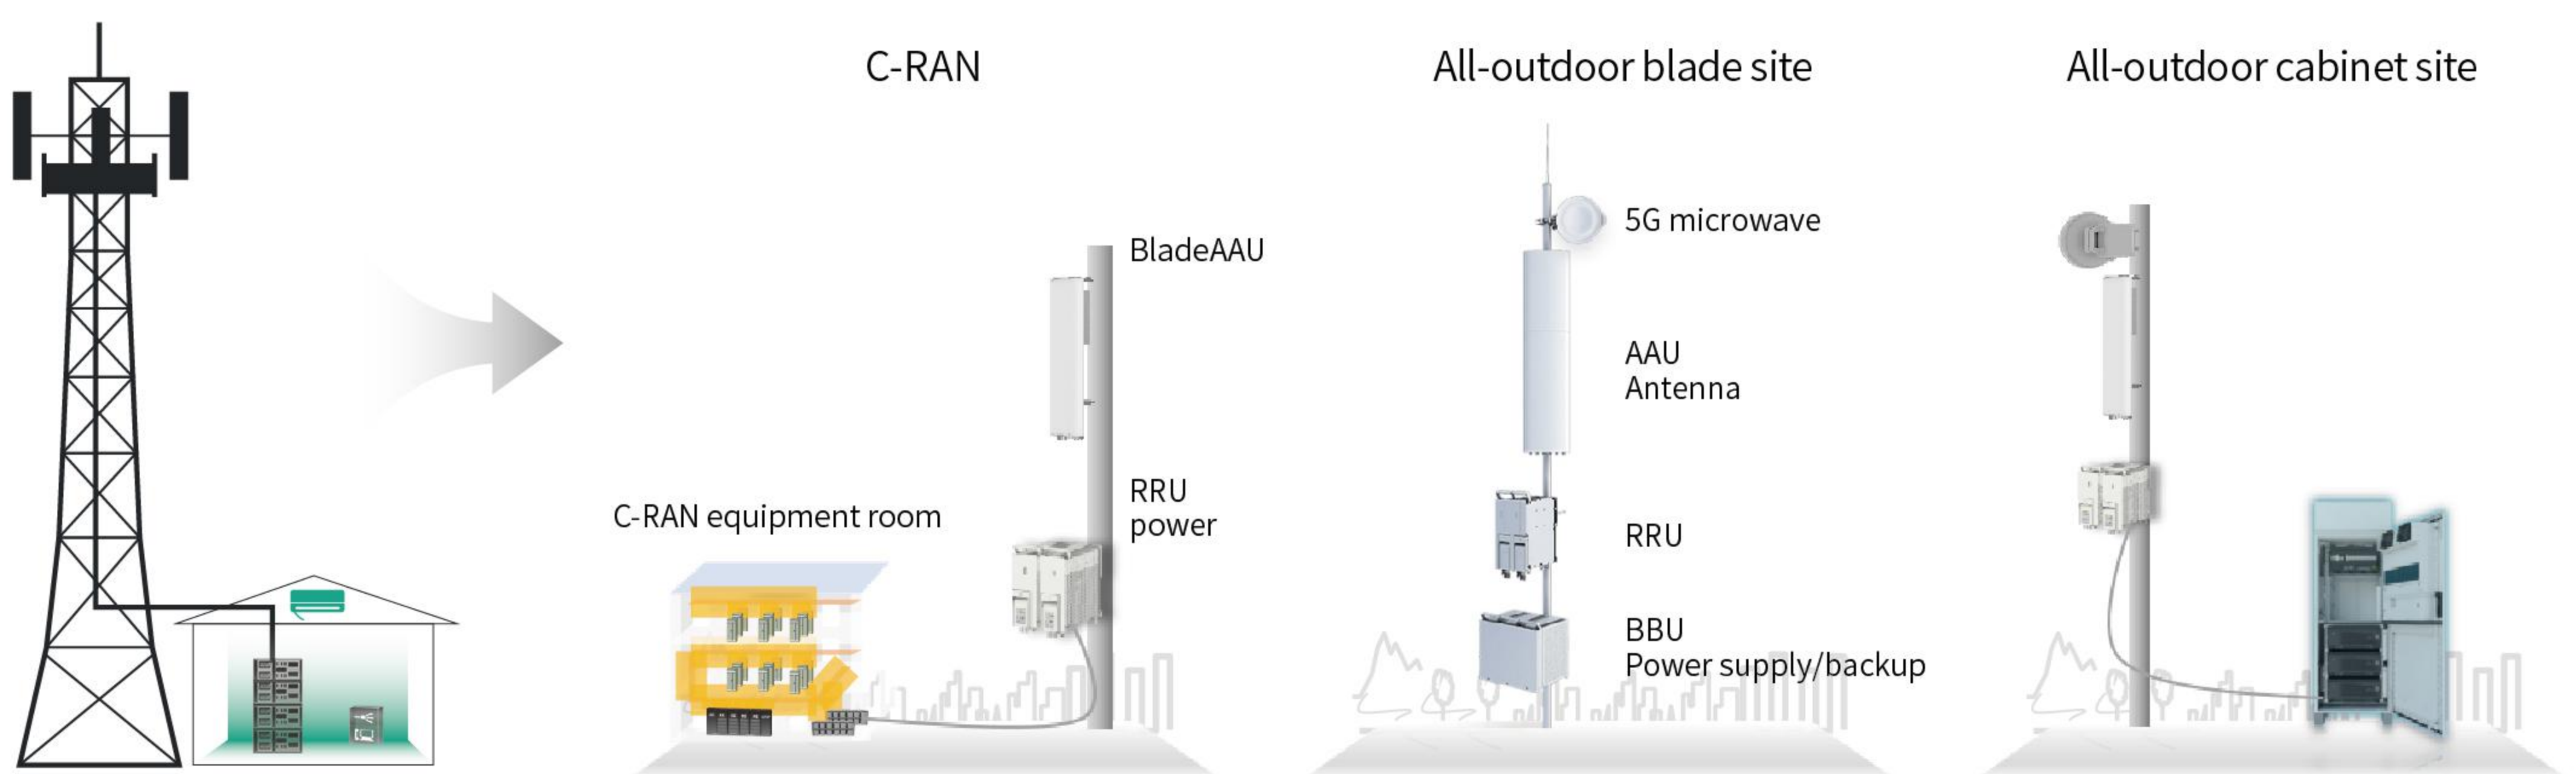 C-RAN
All-outdoor blade site
All-outdoor cabinet site
BladeAAU
RRU
power
C-RAN equipment room
5G microwave
AAU
Antenna
RRU
BBU
Power supply/backup